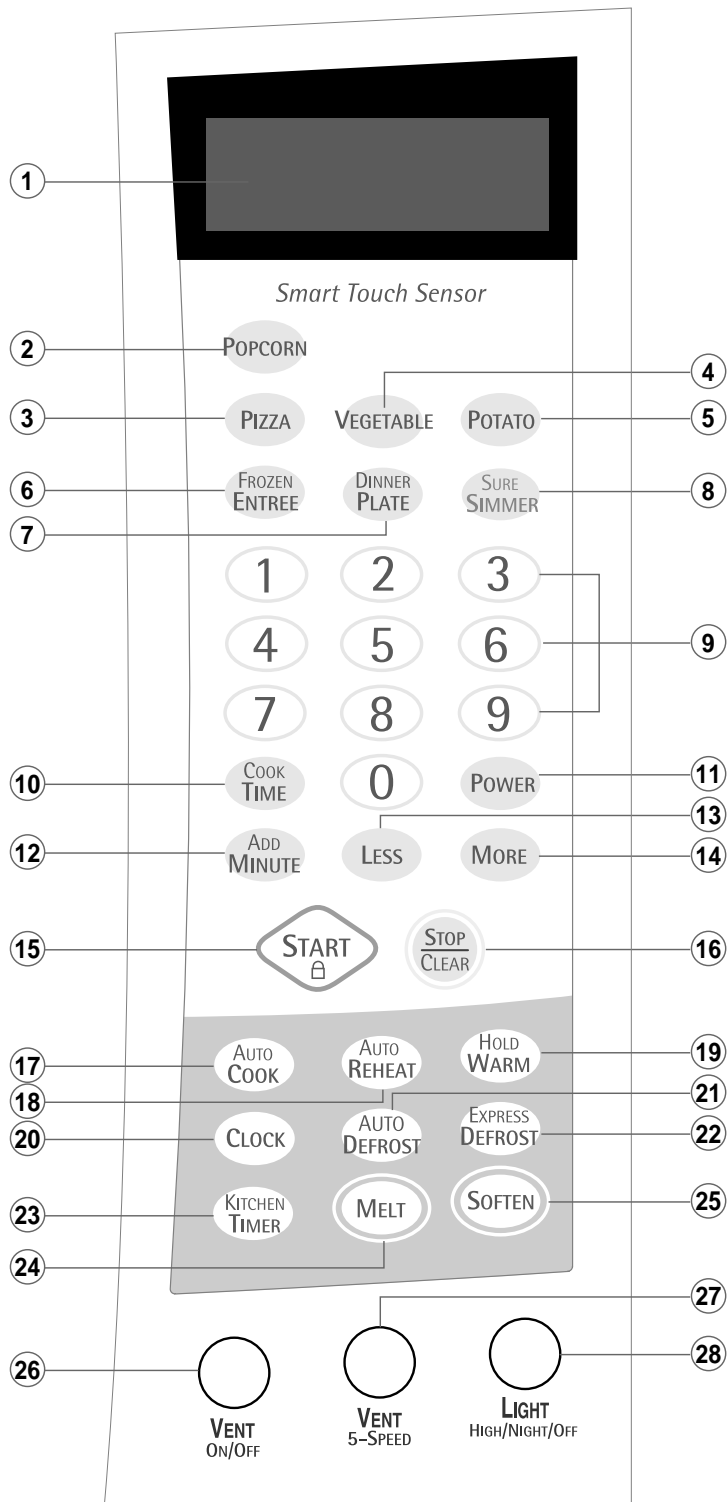 1
Smart Touch Sensor
2
POPCORN
4
3
PIZZA
VEGETABLE
POTATO
5
6
FROZEN
ENTREE
DINNER
PLATE
SURE
SIMMER
8
7
1
2
3
4
5
6
9
7
8
9
10
COOK
TIME
0
POWER
11
13
12
ADD
MINUTE
LESS
MORE
14
15
START
STOP
CLEAR
16
17
AUTO
COOK
AUTO
REHEAT
HOLD
WARM
19
18
21
20
CLOCK
AUTO
DEFROST
EXPRESS
DEFROST
22
23
KITCHEN
TIMER
MELT
SOFTEN
25
24
27
26
28
VENT
ON/OFF
VENT
5-SPEED
LIGHT
HIGH/NIGHT/OFF